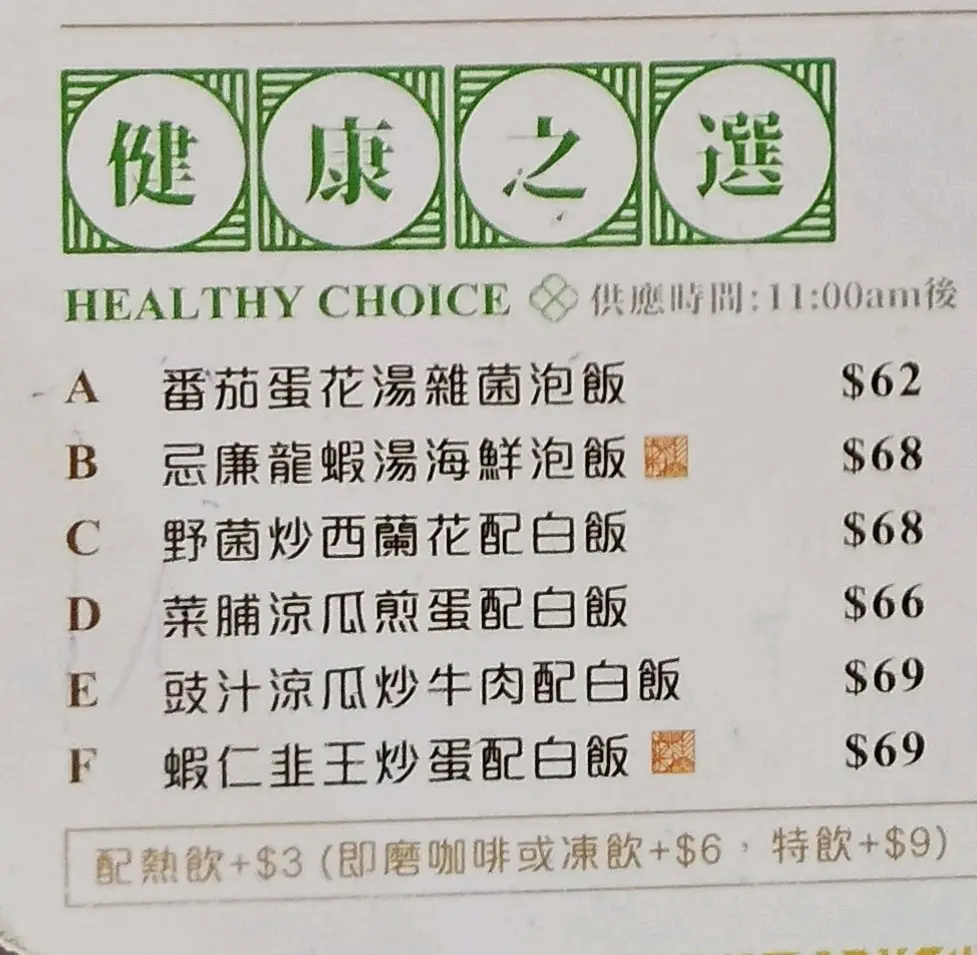 健康之選
HEALTHY CHOICE 供應時間:11:00am後
A 番茄蛋花湯雜菌泡飯 $62
B 忌廉龍蝦湯海鮮泡飯 $68
C 野菌炒西蘭花配白飯 $68
D 菜脯涼瓜煎蛋配白飯 $66
E 豉汁涼瓜炒牛肉配白飯 $69
F 蝦仁韭王炒蛋配白飯 $69
配熱飲+$3 (即磨咖啡或凍飲+$6，特飲+$9)